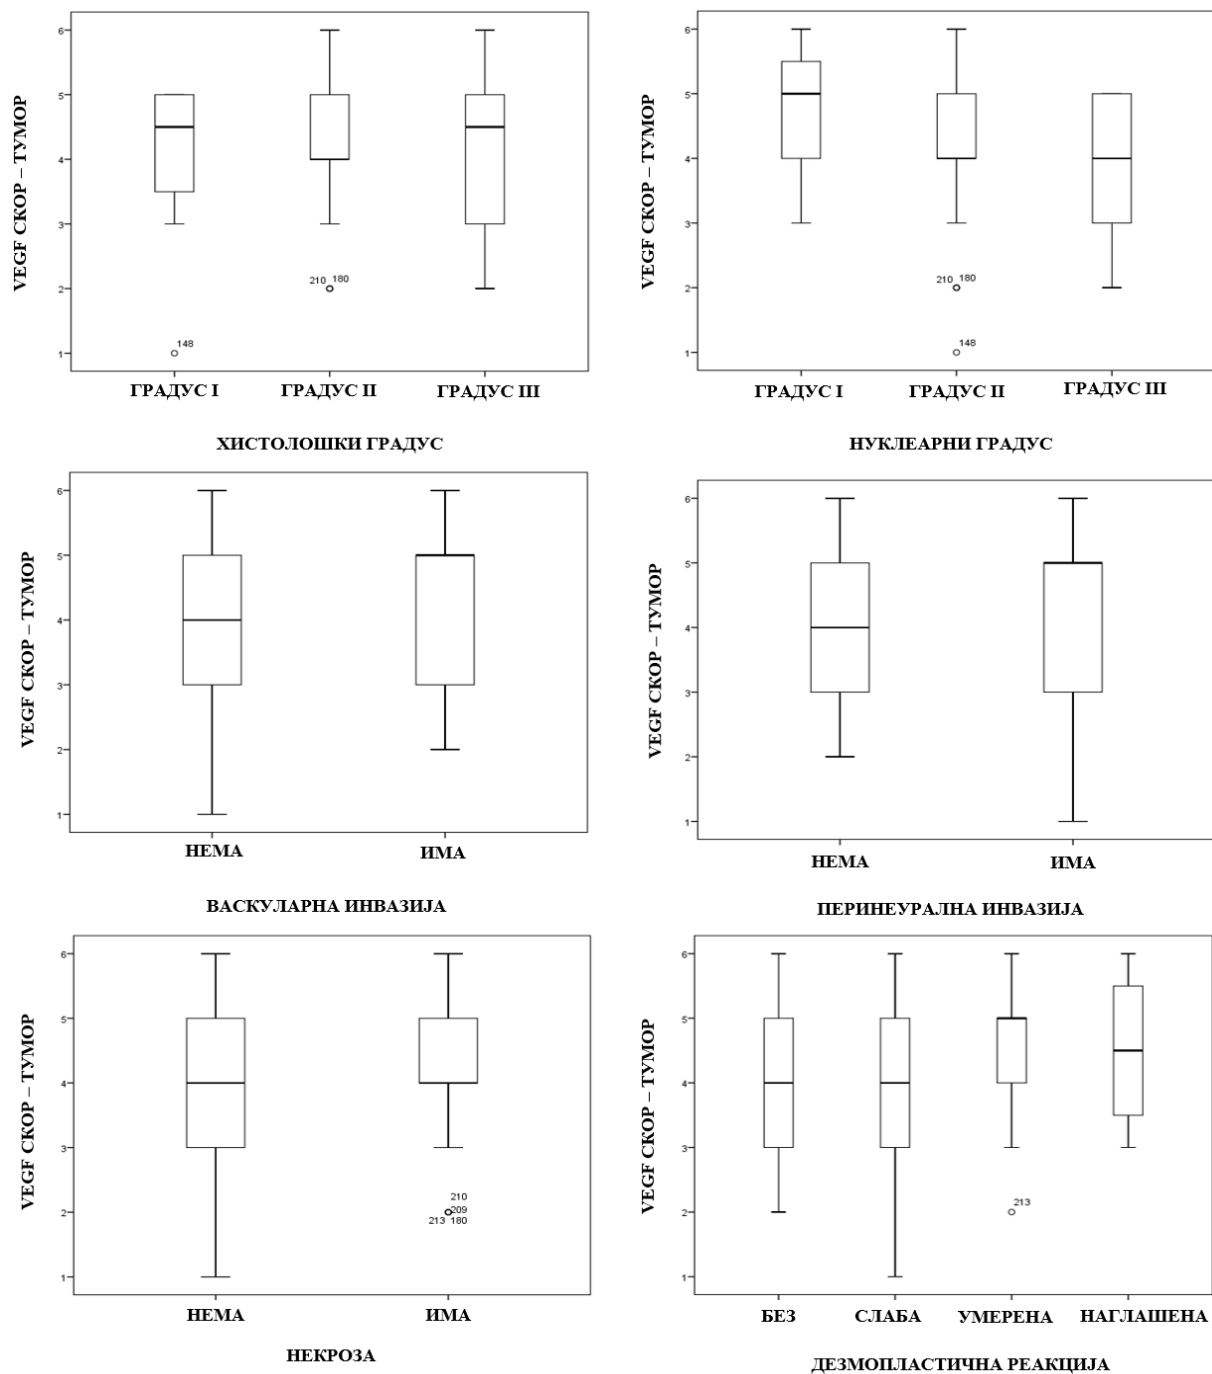 VEGF СКОР – ТУМОР
6
5
4
3
2
1
148
210 180
ГРАДУС I ГРАДУС II ГРАДУС III
ХИСТОЛОШКИ ГРАДУС
VEGF СКОР – ТУМОР
6
5
4
3
2
1
210 180
148
ГРАДУС I ГРАДУС II ГРАДУС III
НУКЛЕАРНИ ГРАДУС
VEGF СКОР – ТУМОР
6
5
4
3
2
1
НЕМА ИМА
ВАСКУЛАРНА ИНВАЗИЈА
VEGF СКОР – ТУМОР
6
5
4
3
2
1
НЕМА ИМА
ПЕРИНЕУРАЛНА ИНВАЗИЈА
VEGF СКОР – ТУМОР
6
5
4
3
2
1
210
209
213 180
НЕМА ИМА
НЕКРОЗА
VEGF СКОР – ТУМОР
6
5
4
3
2
1
213
БЕЗ СЛАБА УМЕРЕНА НАГЛАШЕНА
ДЕЗМОПЛАСТИЧНА РЕАКЦИЈА